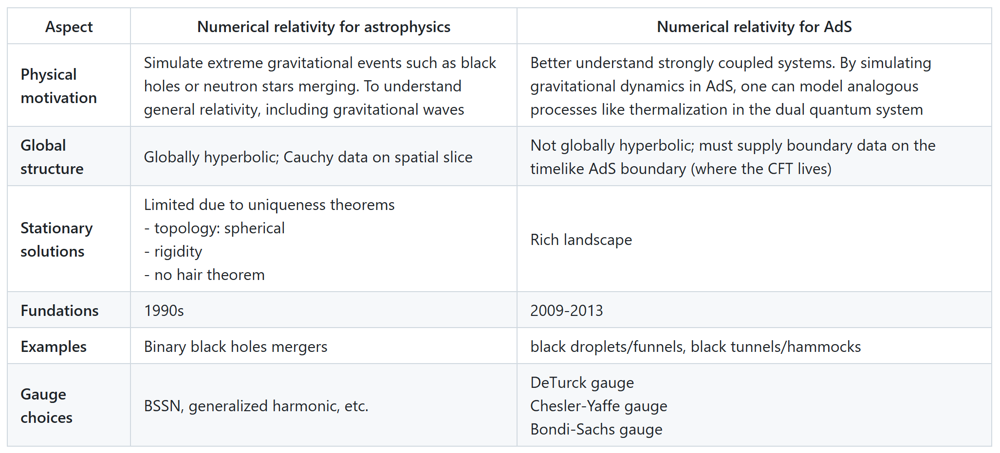 Aspect
Numerical relativity for astrophysics
Numerical relativity for AdS
Physical
motivation
Simulate extreme gravitational events such as black
holes or neutron stars merging. To understand
general relativity, including gravitational waves
Better understand strongly coupled systems. By simulating
gravitational dynamics in AdS, one can model analogous
processes like thermalization in the dual quantum system
Global
structure
Globally hyperbolic; Cauchy data on spatial slice
Not globally hyperbolic; must supply boundary data on the
timelike AdS boundary (where the CFT lives)
Stationary
solutions
Limited due to uniqueness theorems
- topology: spherical
- rigidity
- no hair theorem
Rich landscape
Fundations
1990s
2009-2013
Examples
Binary black holes mergers
black droplets/funnels, black tunnels/hammocks
Gauge
choices
BSSN, generalized harmonic, etc.
DeTurck gauge
Chesler-Yaffe gauge
Bondi-Sachs gauge